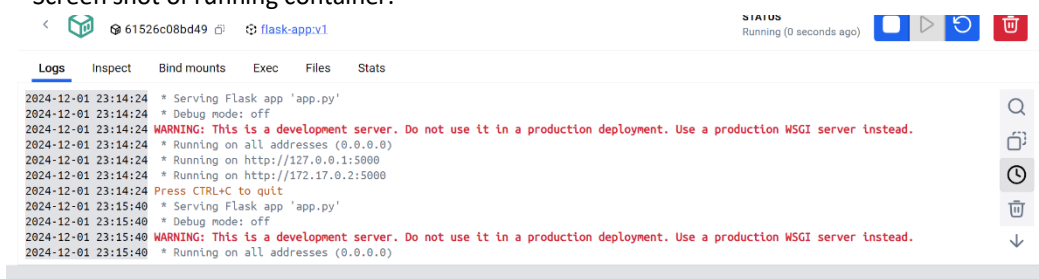 Screen shot of running container:
61526c08bd49 flask-app:v1
STATUS
Running (0 seconds ago)
Logs Inspect Bind mounts Exec Files Stats
2024-12-01 23:14:24 * Serving Flask app 'app.py'
2024-12-01 23:14:24 * Debug mode: off
2024-12-01 23:14:24 WARNING: This is a development server. Do not use it in a production deployment. Use a production WSGI server instead.
2024-12-01 23:14:24 * Running on all addresses (0.0.0.0)
2024-12-01 23:14:24 * Running on http://127.0.0.1:5000
2024-12-01 23:14:24 * Running on http://172.17.0.2:5000
2024-12-01 23:14:24 Press CTRL+C to quit
2024-12-01 23:15:40 * Serving Flask app 'app.py'
2024-12-01 23:15:40 * Debug mode: off
2024-12-01 23:15:40 WARNING: This is a development server. Do not use it in a production deployment. Use a production WSGI server instead.
2024-12-01 23:15:40 * Running on all addresses (0.0.0.0)